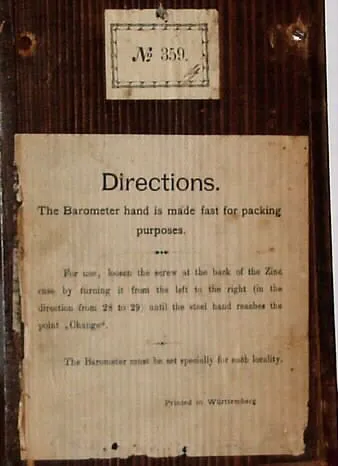 № 359.
Directions.
The Barometer hand is made fast for packing
purposes.
For use, loosen the screw at the back of the Zinc
case by turning it from the left to the right (in the
direction from 28 to 29) until the steel hand reaches the
point „Change“.
The Barometer must be set specially for each locality.
Printed in Württemberg